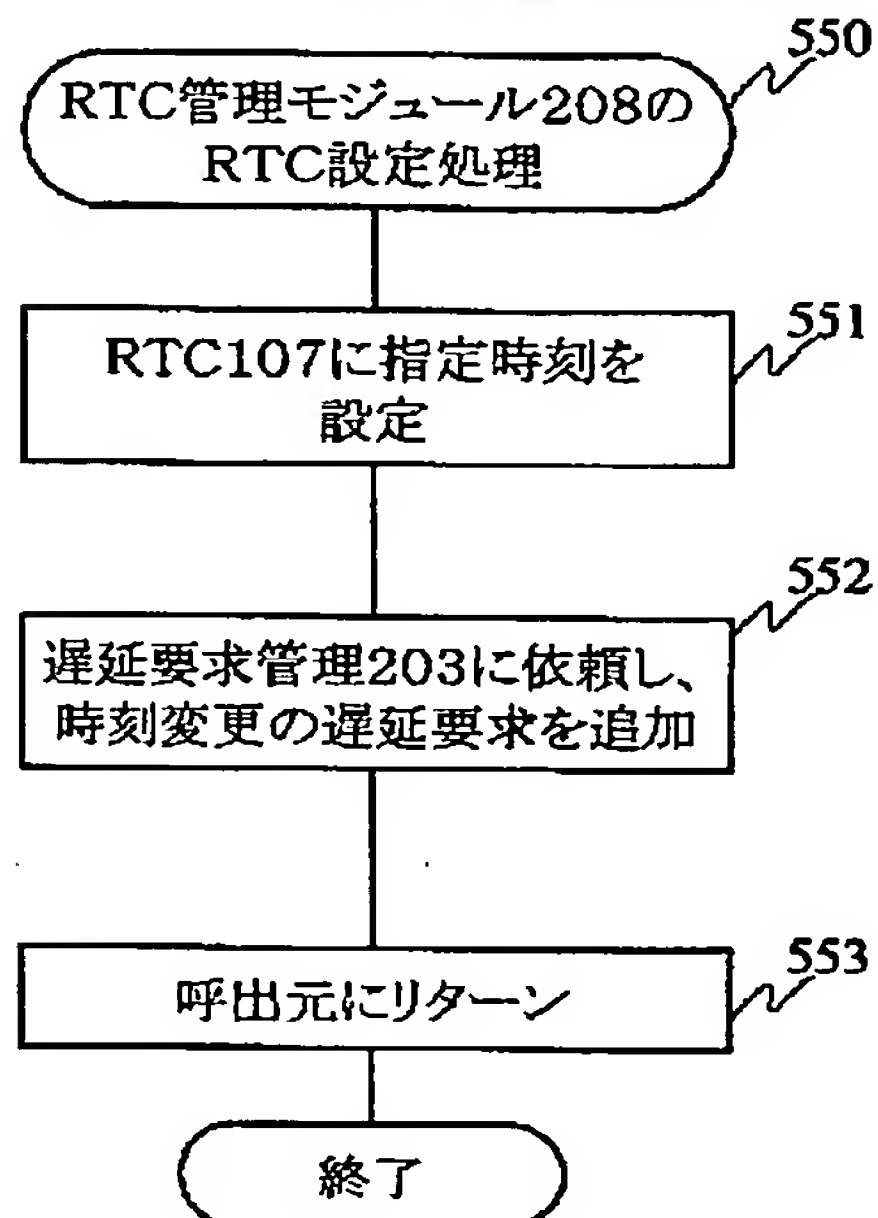 550
RTC管理モジュール208の
RTC設定処理
551
RTC107に指定時刻を
設定
552
遅延要求管理203に依頼し、
時刻変更の遅延要求を追加
553
呼出元にリターン
終了